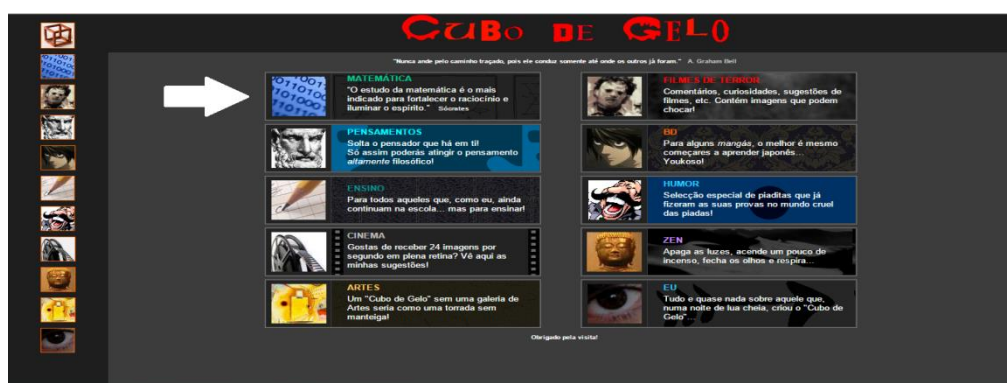 CUBO DE GELO
"Nunca ande pelo caminho traçado, pois ele conduz somente até onde os outros já foram." A. Graham Bell
MATEMÁTICA
"O estudo da matemática é o mais
indicado para fortalecer o raciocínio e
iluminar o espírito." Sócrates
FILMES DE TERROR
Comentários, curiosidades, sugestões de
filmes, etc. Contém imagens que podem
chocar!
PENSAMENTOS
Solta o pensador que há em ti!
Só assim poderás atingir o pensamento
altamente filosófico!
BD
Para alguns mangás, o melhor é mesmo
começares a aprender japonês...
Youkoso!
ENSINO
Para todos aqueles que, como eu, ainda
continuam na escola... mas para ensinar!
HUMOR
Selecção especial de piaditas que já
fizeram as suas provas no mundo cruel
das piadas!
CINEMA
Gostas de receber 24 imagens por
segundo em plena retina? Vê aqui as
minhas sugestões!
ZEN
Apaga as luzes, acende um pouco de
incenso, fecha os olhos e respira...
ARTES
Um "Cubo de Gelo" sem uma galeria de
Artes seria como uma torrada sem
manteiga!
EU
Tudo e quase nada sobre aquele que,
numa noite de lua cheia, criou o "Cubo de
Gelo"...
Obrigado pela visita!